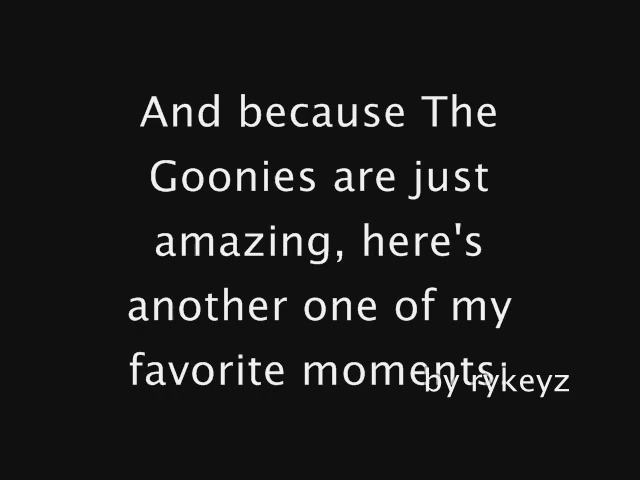 And because The
Goonies are just
amazing, here's
another one of my
favorite moments:
by rykeyz